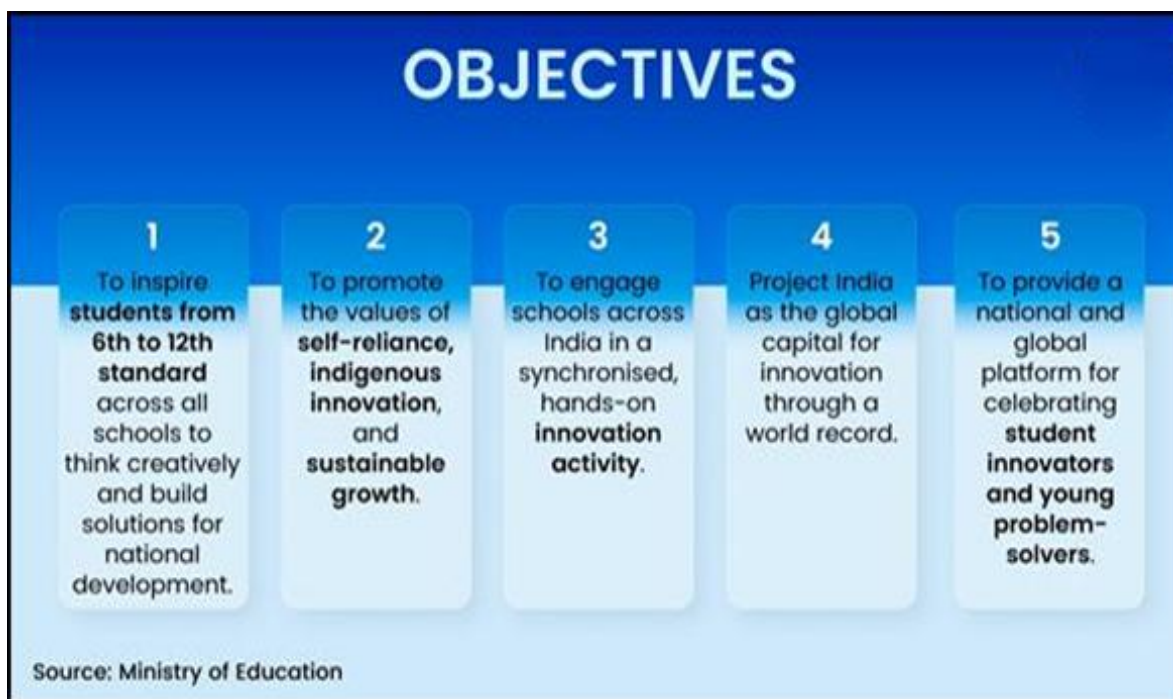 OBJECTIVES
1
To inspire
students from
6th to 12th
standard
across all
schools to
think creatively
and build
solutions for
national
development.
2
To promote
the values of
self-reliance,
indigenous
innovation,
and
sustainable
growth.
3
To engage
schools across
India in a
synchronised,
hands-on
innovation
activity.
4
Project India
as the global
capital for
innovation
through a
world record.
5
To provide a
national and
global
platform for
celebrating
student
innovators
and young
problem-
solvers.
Source: Ministry of Education